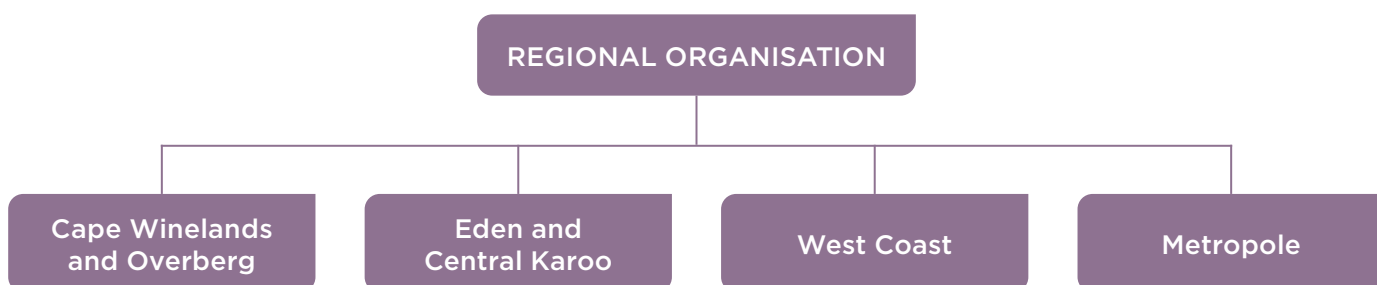 REGIONAL ORGANISATION
Cape Winelands
and Overberg
Eden and
Central Karoo
West Coast
Metropole